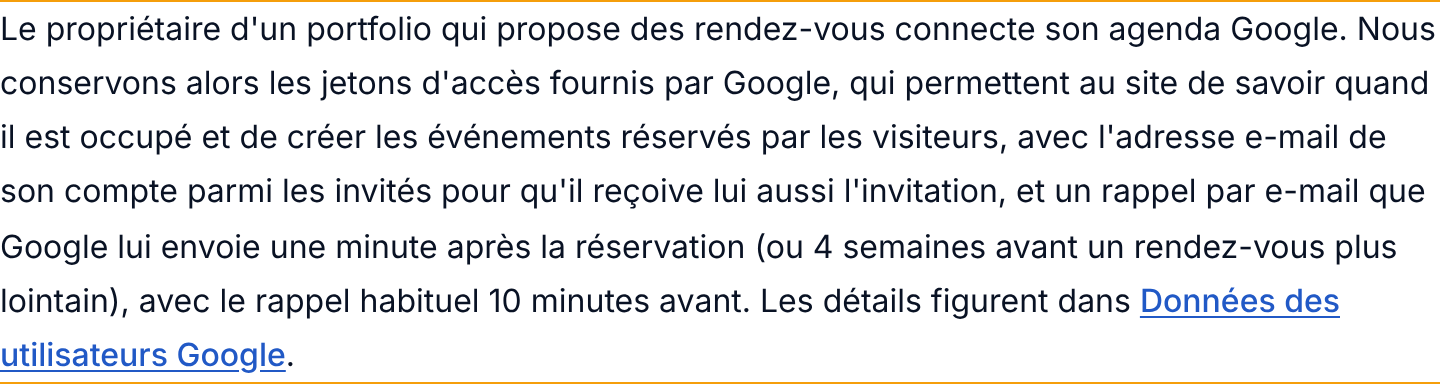 Le propriétaire d'un portfolio qui propose des rendez-vous connecte son agenda Google. Nous
conservons alors les jetons d'accès fournis par Google, qui permettent au site de savoir quand
il est occupé et de créer les événements réservés par les visiteurs, avec l'adresse e-mail de
son compte parmi les invités pour qu'il reçoive lui aussi l'invitation, et un rappel par e-mail que
Google lui envoie une minute après la réservation (ou 4 semaines avant un rendez-vous plus
lointain), avec le rappel habituel 10 minutes avant. Les détails figurent dans Données des
utilisateurs Google.